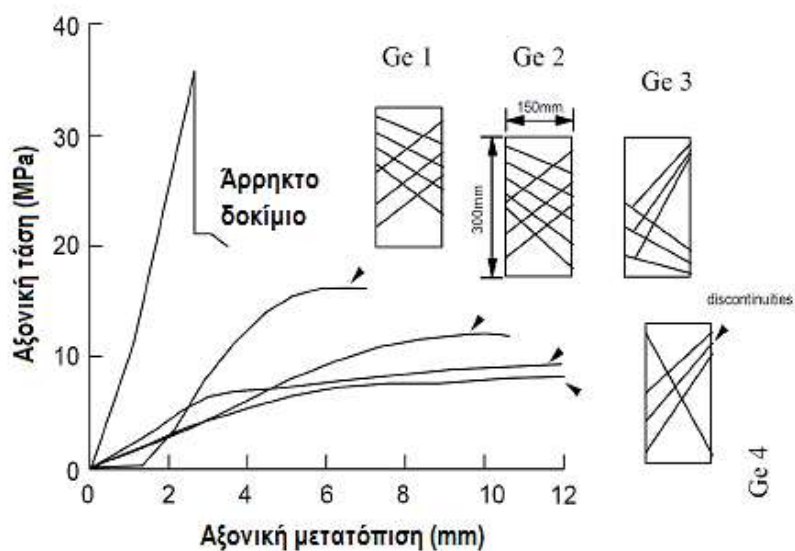 40
30
20
10
0
Αξονική τάση (MPa)
0 2 4 6 8 10 12
Αξονική μετατόπιση (mm)
Άρρηκτο
δοκίμιο
Ge 1
Ge 2
Ge 3
150mm
300mm
discontinuities
Ge 4